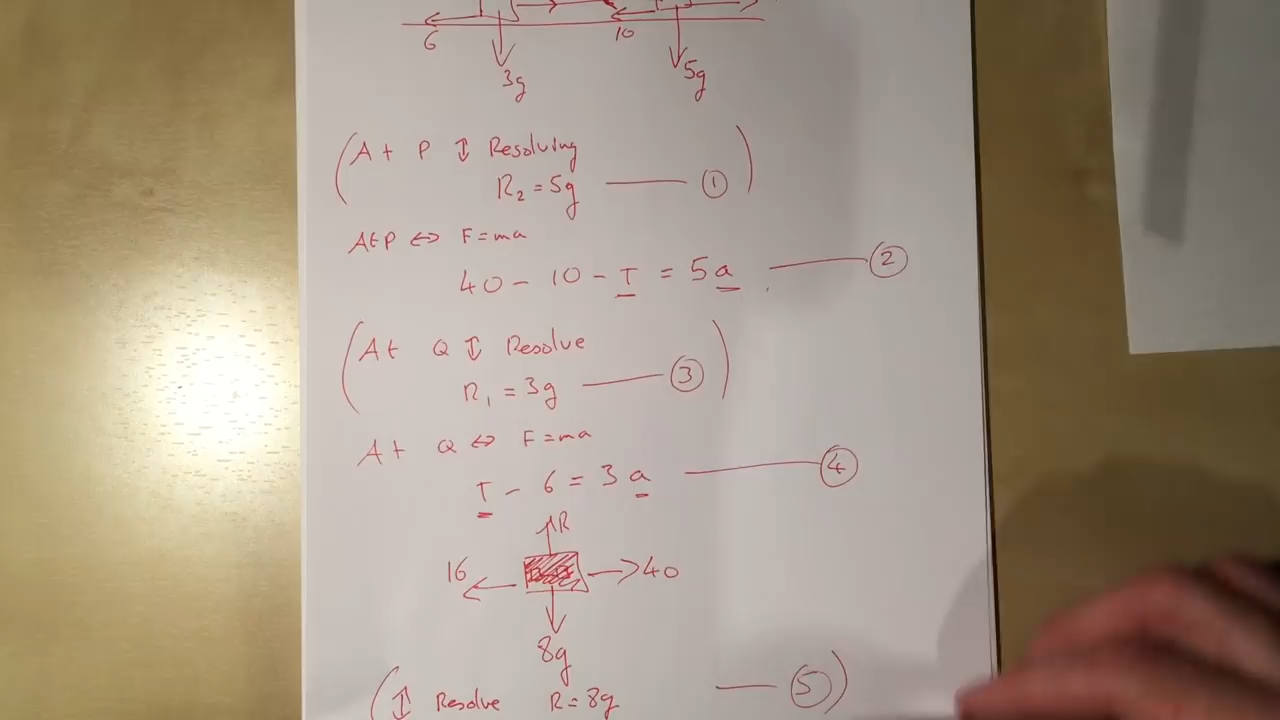 6 10
3g 5g
(At P ↕ Resolving
R₂ = 5g ——— ①)
At P ⇔ F = ma
40 - 10 - T = 5a ——— ②
(At Q ↕ Resolve
R₁ = 3g ——— ③)
At Q ⇔ F = ma
T - 6 = 3a ——— ④
R
16 40
8g
(↕ Resolve R = 8g ——— ⑤)